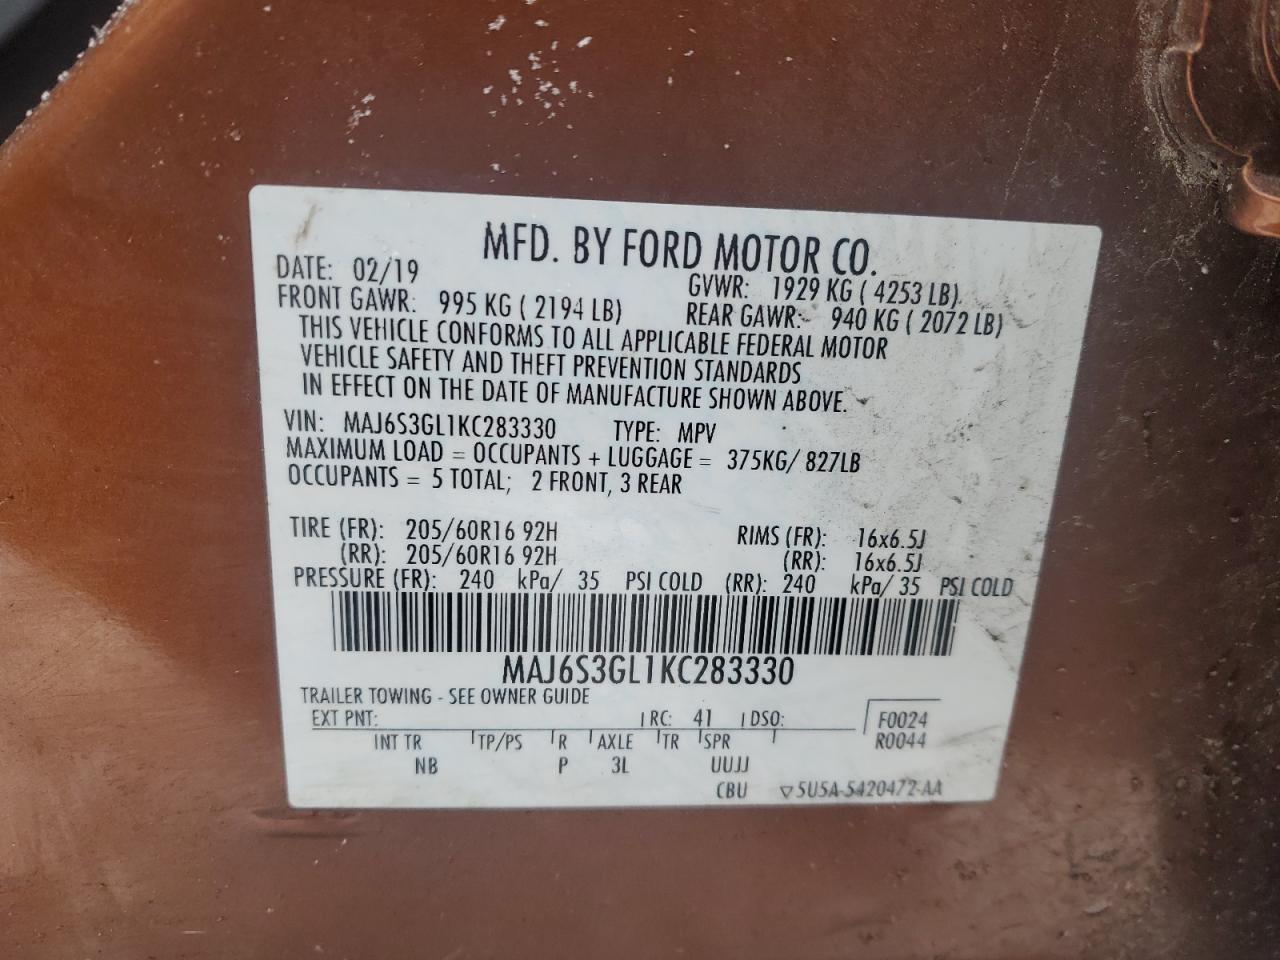 MFD. BY FORD MOTOR CO.
DATE: 02/19 GVWR: 1929 KG ( 4253 LB)
FRONT GAWR: 995 KG ( 2194 LB) REAR GAWR: 940 KG ( 2072 LB)
THIS VEHICLE CONFORMS TO ALL APPLICABLE FEDERAL MOTOR
VEHICLE SAFETY AND THEFT PREVENTION STANDARDS
IN EFFECT ON THE DATE OF MANUFACTURE SHOWN ABOVE.
VIN: MAJ6S3GL1KC283330 TYPE: MPV
MAXIMUM LOAD = OCCUPANTS + LUGGAGE = 375KG/ 827LB
OCCUPANTS = 5 TOTAL; 2 FRONT, 3 REAR
TIRE (FR): 205/60R16 92H RIMS (FR): 16x6.5J
(RR): 205/60R16 92H (RR): 16x6.5J
PRESSURE (FR): 240 kPa/ 35 PSI COLD (RR): 240 kPa/ 35 PSI COLD
MAJ6S3GL1KC283330
TRAILER TOWING - SEE OWNER GUIDE
EXT PNT: RC: 41 DSO: F0024
INT TR TP/PS R AXLE TR SPR R0044
NB P 3L UUJJ
CBU ▽5U5A-5420472-AA